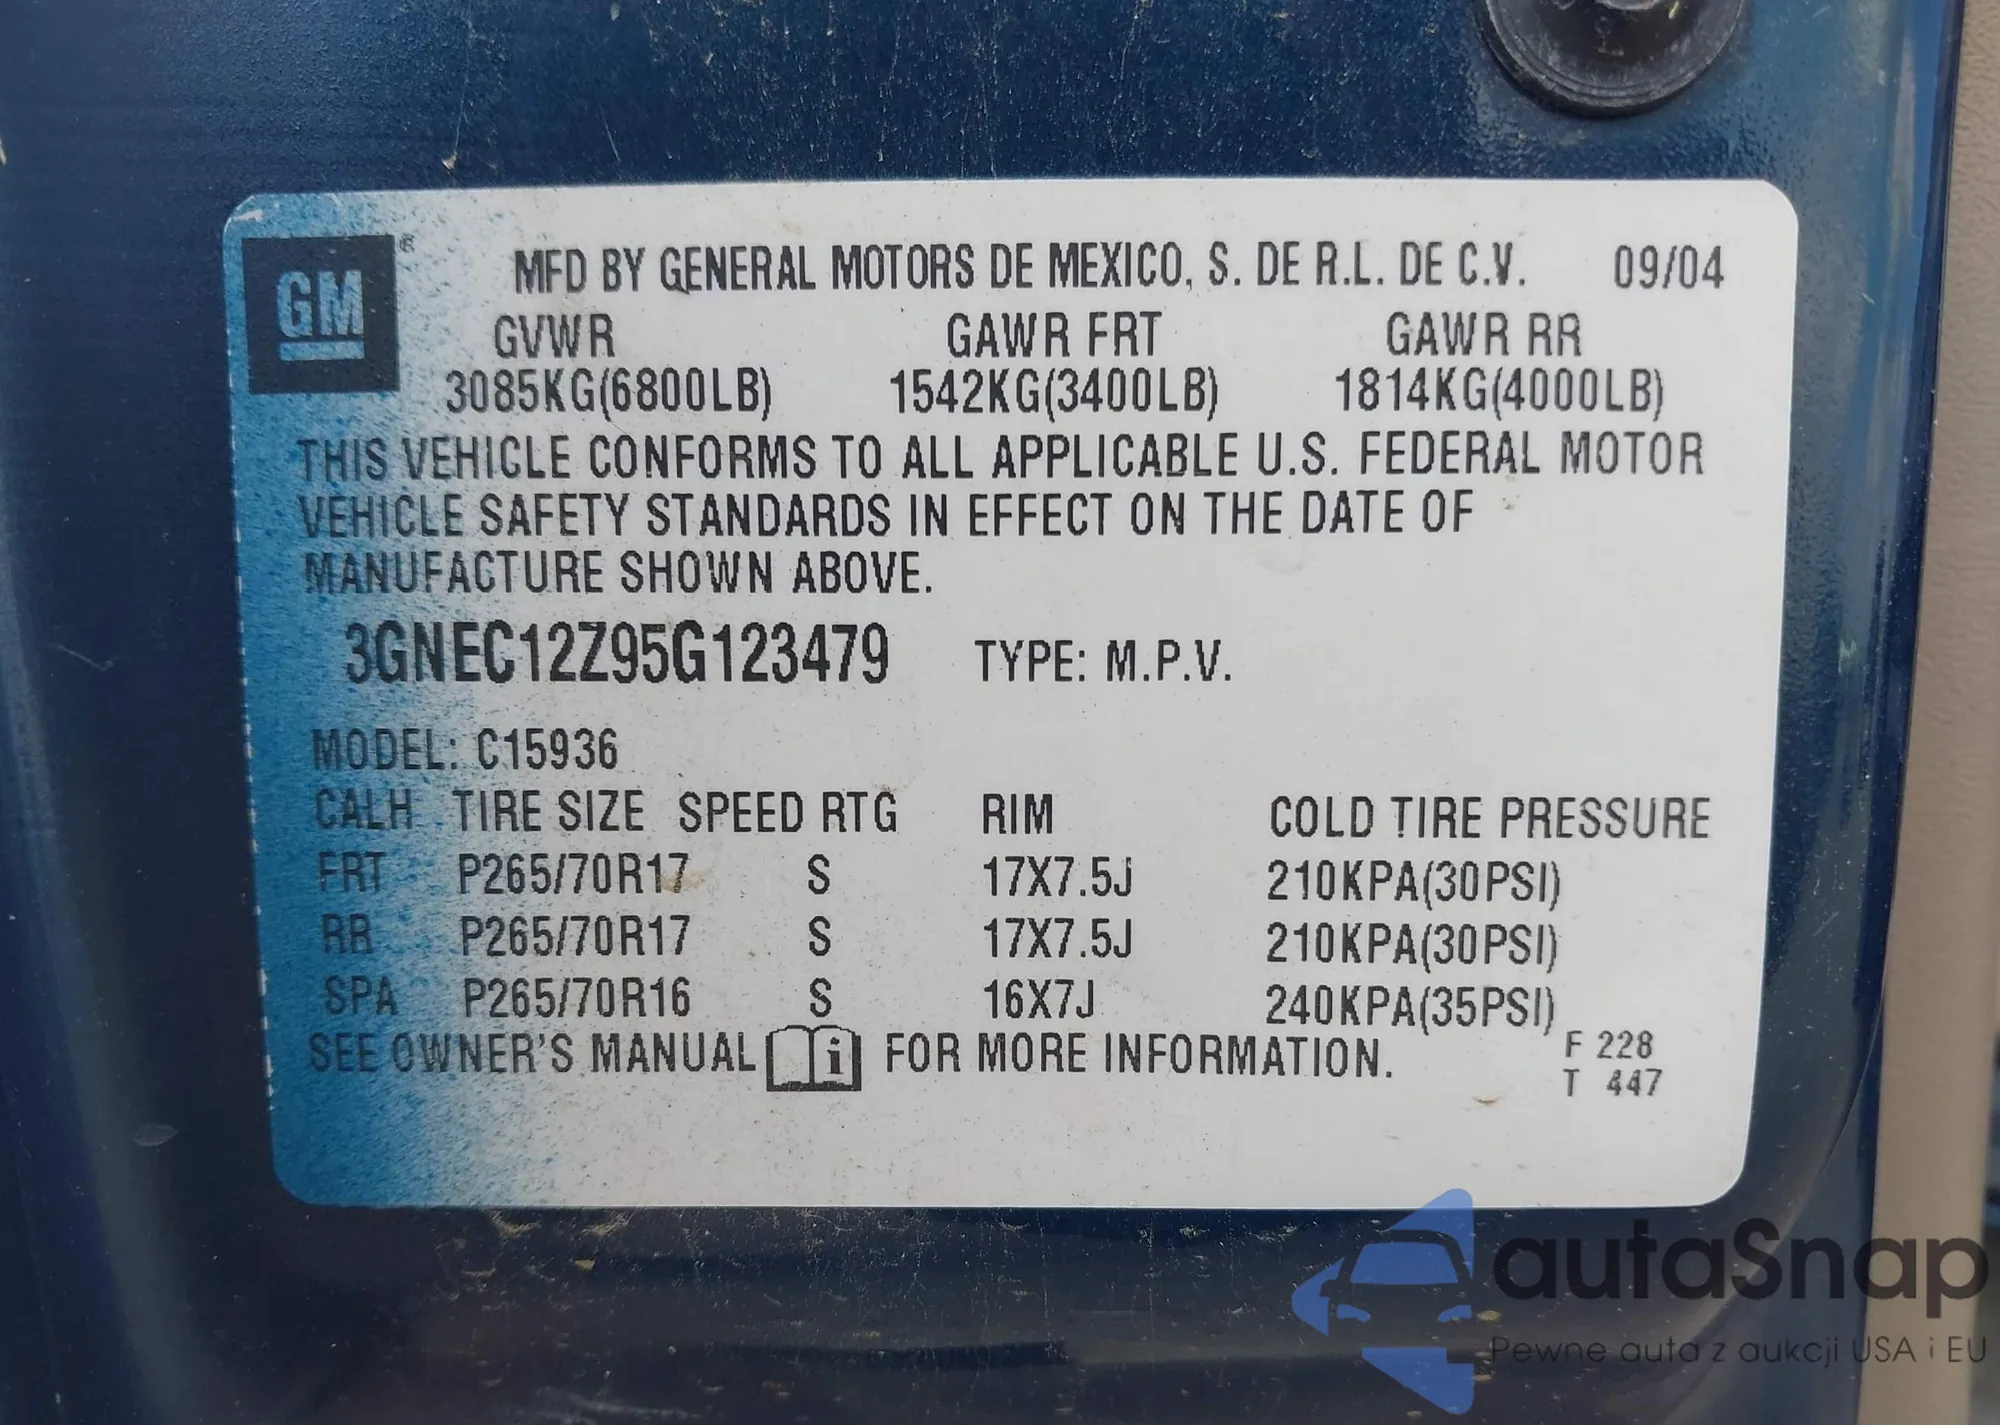 GM ®
MFD BY GENERAL MOTORS DE MEXICO, S. DE R.L. DE C.V. 09/04
GVWR GAWR FRT GAWR RR
3085KG(6800LB) 1542KG(3400LB) 1814KG(4000LB)
THIS VEHICLE CONFORMS TO ALL APPLICABLE U.S. FEDERAL MOTOR
VEHICLE SAFETY STANDARDS IN EFFECT ON THE DATE OF
MANUFACTURE SHOWN ABOVE.
3GNEC12Z95G123479 TYPE: M.P.V.
MODEL: C15936
CALH TIRE SIZE SPEED RTG RIM COLD TIRE PRESSURE
FRT P265/70R17 S 17X7.5J 210KPA(30PSI)
RR P265/70R17 S 17X7.5J 210KPA(30PSI)
SPA P265/70R16 S 16X7J 240KPA(35PSI)
SEE OWNER'S MANUAL i FOR MORE INFORMATION. F 228
T 447
autaSnap
Pewne auta z aukcji USA i EU